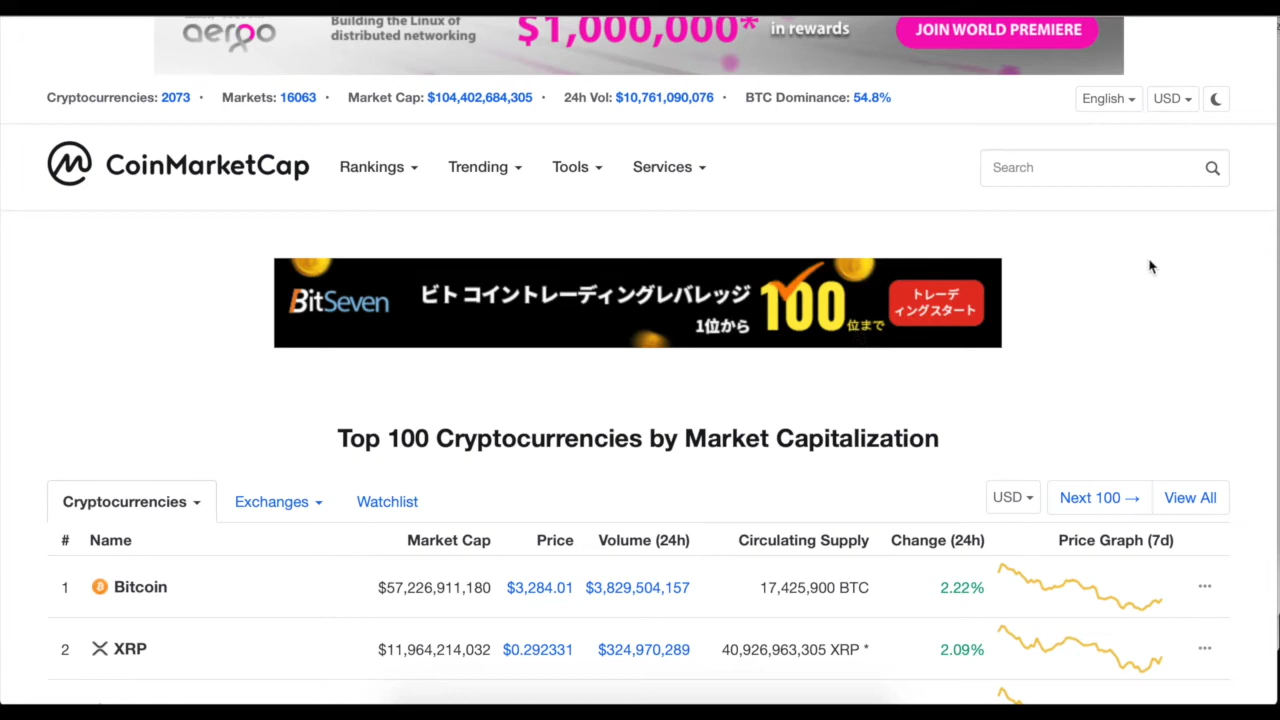 aergo
Building the Linux of
distributed networking
$1,000,000*
in rewards
JOIN WORLD PREMIERE
Cryptocurrencies: 2073 · Markets: 16063 · Market Cap: $104,402,684,305 · 24h Vol: $10,761,090,076 · BTC Dominance: 54.8%
English
USD
CoinMarketCap
Rankings
Trending
Tools
Services
Search
BitSeven
ビト コイントレーディングレバレッジ
1位から
100
位まで
トレーデ
ィングスタート
Top 100 Cryptocurrencies by Market Capitalization
Cryptocurrencies
Exchanges
Watchlist
USD
Next 100 →
View All
# Name Market Cap Price Volume (24h) Circulating Supply Change (24h) Price Graph (7d)
1 Bitcoin $57,226,911,180 $3,284.01 $3,829,504,157 17,425,900 BTC 2.22%
2 XRP $11,964,214,032 $0.292331 $324,970,289 40,926,963,305 XRP * 2.09%